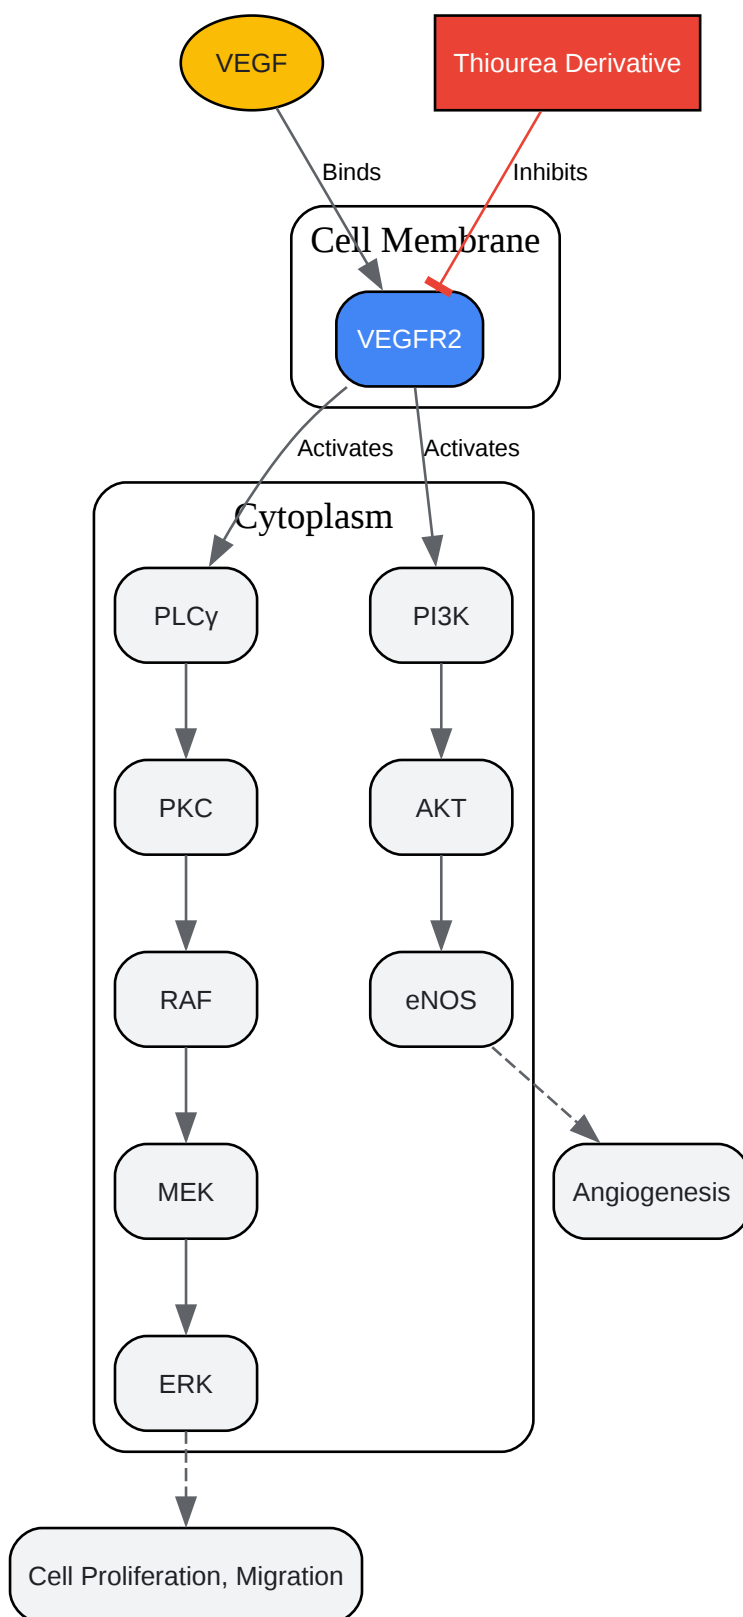 VEGF
Thiourea Derivative
Binds
Inhibits
Cell Membrane
VEGFR2
Activates
Activates
Cytoplasm
PLCγ
PI3K
PKC
AKT
RAF
eNOS
MEK
Angiogenesis
ERK
Cell Proliferation, Migration